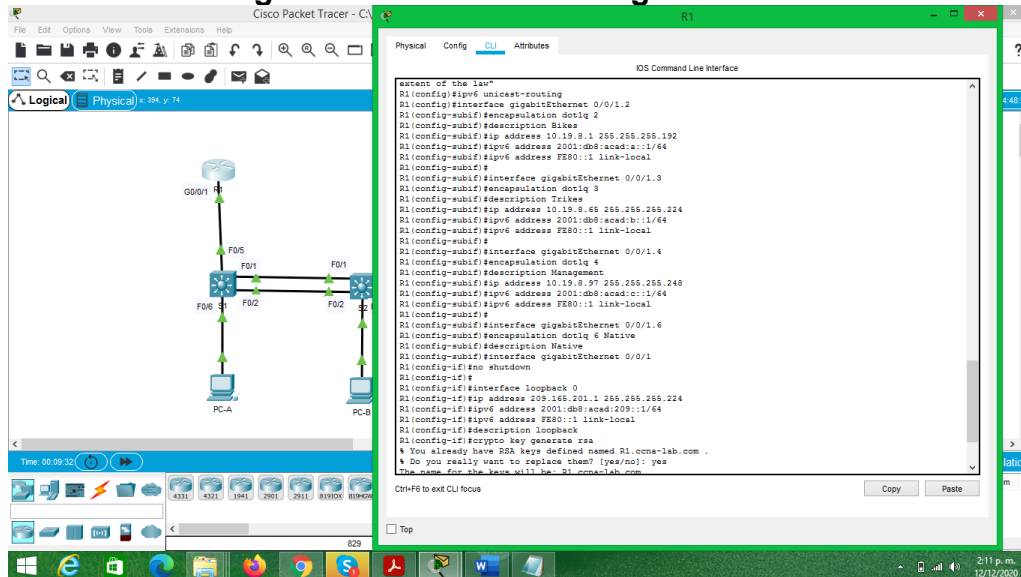 Cisco Packet Tracer - C:\
File Edit Options View Tools Extensions Help
Logical Physical x: 394, y: 74
G0/0/1 R1
F0/5
F0/1 F0/1
F0/6 S1 F0/2 F0/2 S2
PC-A PC-B
Time: 00:09:32
4331 4321 1941 2901 2911 819IOX 819HGW
829
R1
Physical Config CLI Attributes
IOS Command Line Interface
extent of the law"
R1(config)#ipv6 unicast-routing
R1(config)#interface gigabitEthernet 0/0/1.2
R1(config-subif)#encapsulation dot1q 2
R1(config-subif)#description Bikes
R1(config-subif)#ip address 10.19.8.1 255.255.255.192
R1(config-subif)#ipv6 address 2001:db8:acad:a::1/64
R1(config-subif)#ipv6 address FE80::1 link-local
R1(config-subif)#
R1(config-subif)#interface gigabitEthernet 0/0/1.3
R1(config-subif)#encapsulation dot1q 3
R1(config-subif)#description Trikes
R1(config-subif)#ip address 10.19.8.65 255.255.255.224
R1(config-subif)#ipv6 address 2001:db8:acad:b::1/64
R1(config-subif)#ipv6 address FE80::1 link-local
R1(config-subif)#
R1(config-subif)#interface gigabitEthernet 0/0/1.4
R1(config-subif)#encapsulation dot1q 4
R1(config-subif)#description Management
R1(config-subif)#ip address 10.19.8.97 255.255.255.248
R1(config-subif)#ipv6 address 2001:db8:acad:c::1/64
R1(config-subif)#ipv6 address FE80::1 link-local
R1(config-subif)#
R1(config-subif)#interface gigabitEthernet 0/0/1.6
R1(config-subif)#encapsulation dot1q 6 Native
R1(config-subif)#description Native
R1(config-subif)#interface gigabitEthernet 0/0/1
R1(config-if)#no shutdown
R1(config-if)#
R1(config-if)#interface loopback 0
R1(config-if)#ip address 209.165.201.1 255.255.255.224
R1(config-if)#ipv6 address 2001:db8:acad:209::1/64
R1(config-if)#ipv6 address FE80::1 link-local
R1(config-if)#description loopback
R1(config-if)#crypto key generate rsa
% You already have RSA keys defined named R1.ccna-lab.com .
% Do you really want to replace them? [yes/no]: yes
The name for the keys will be: R1.ccna-lab.com
Ctrl+F6 to exit CLI focus
Copy Paste
Top
2:11 p. m.
12/12/2020